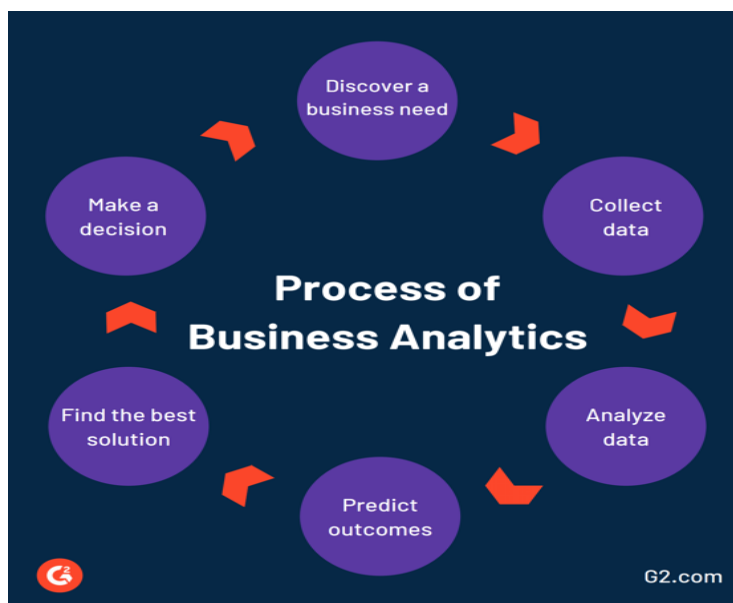 Discover a
business need
Collect
data
Analyze
data
Predict
outcomes
Find the best
solution
Make a
decision
Process of
Business Analytics
G2
G2.com